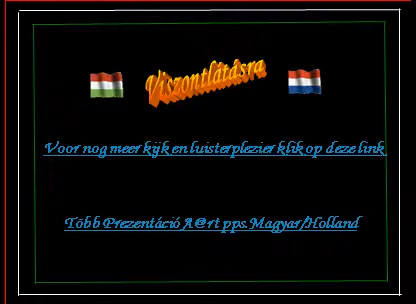 Viszontlátásra
Voor nog meer kijk en luisterplezier klik op deze link
Több Prezentáció A@rt pps.Magyar/Holland